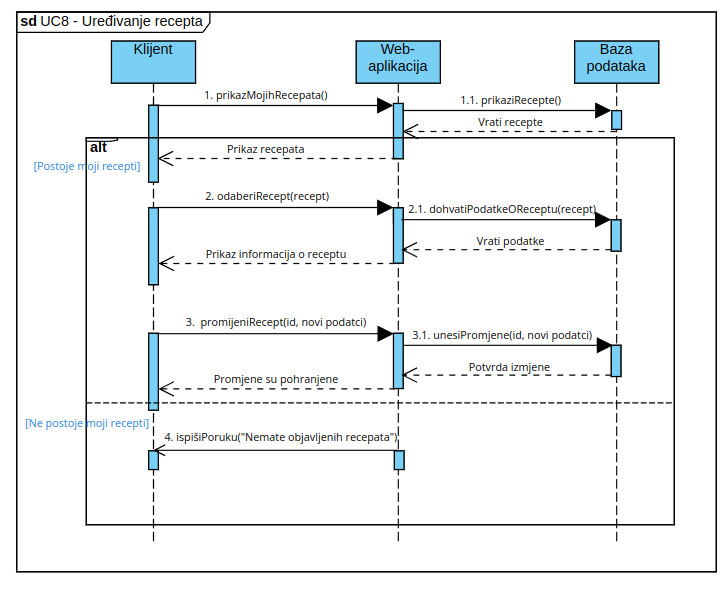 sd UC8 - Uređivanje recepta
Klijent
Web-
aplikacija
Baza
podataka
1. prikazMojihRecepata()
1.1. prikaziRecepte()
Vrati recepte
alt
Prikaz recepata
[Postoje moji recepti]
2. odaberiRecept(recept)
2.1. dohvatiPodatkeOReceptu(recept)
Vrati podatke
Prikaz informacija o receptu
3.  promijeniRecept(id, novi podatci)
3.1. unesiPromjene(id, novi podatci)
Potvrda izmjene
Promjene su pohranjene
[Ne postoje moji recepti]
4. ispišiPoruku("Nemate objavljenih recepata")